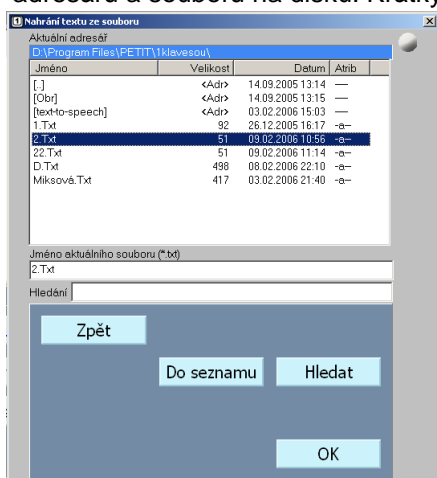 adresářů a souborů na disku. Krátký
Nahrání textu ze souboru
Aktuální adresář
D:\Program Files\PETIT\1klavesou\
Jméno Velikost Datum Atrib
[..] <Adr> 14.09.2005 13:14 —
[Obr] <Adr> 14.09.2005 13:15 —
[text-to-speech] <Adr> 03.02.2006 15:03 —
1.Txt 92 26.12.2005 16:17 -a--
2.Txt 51 09.02.2006 10:56 -a--
22.Txt 51 09.02.2006 11:14 -a--
D.Txt 498 08.02.2006 22:10 -a--
Miksová.Txt 417 03.02.2006 21:40 -a--
Jméno aktuálního souboru (*.txt)
2.Txt
Hledání
Zpět
Do seznamu Hledat
OK